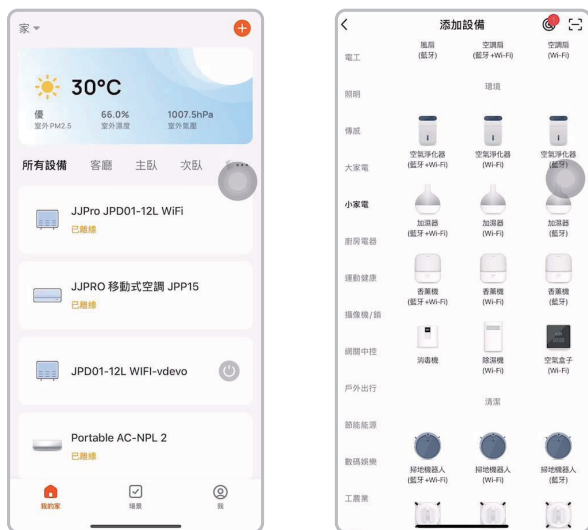 家
30°C
優 66.0% 1007.5hPa
室外 PM2.5 室外濕度 室外氣壓
所有設備 客廳 主臥 次臥
JJPro JPD01-12L WiFi
已離線
JJPRO 移動式空調 JPP15
已離線
JPD01-12L WIFI-vdevo
Portable AC-NPL 2
已離線
我的家 場景 我
添加設備
電工
照明
傳感
大家電
小家電
廚房電器
運動健康
攝像機/鎖
網關中控
戶外出行
節能能源
數碼娛樂
工農業
風扇 空調扇 空調扇
(藍牙) (藍牙+Wi-Fi) (Wi-Fi)
環境
空氣淨化器 空氣淨化器 空氣淨化器
(藍牙+Wi-Fi) (Wi-Fi) (藍牙)
加濕器 加濕器 加濕器
(藍牙+Wi-Fi) (Wi-Fi) (藍牙)
香薰機 香薰機 香薰機
(藍牙+Wi-Fi) (Wi-Fi) (藍牙)
消毒機 除濕機 空氣盒子
(Wi-Fi) (Wi-Fi)
清潔
掃地機器人 掃地機器人 掃地機器人
(藍牙+Wi-Fi) (Wi-Fi) (藍牙)